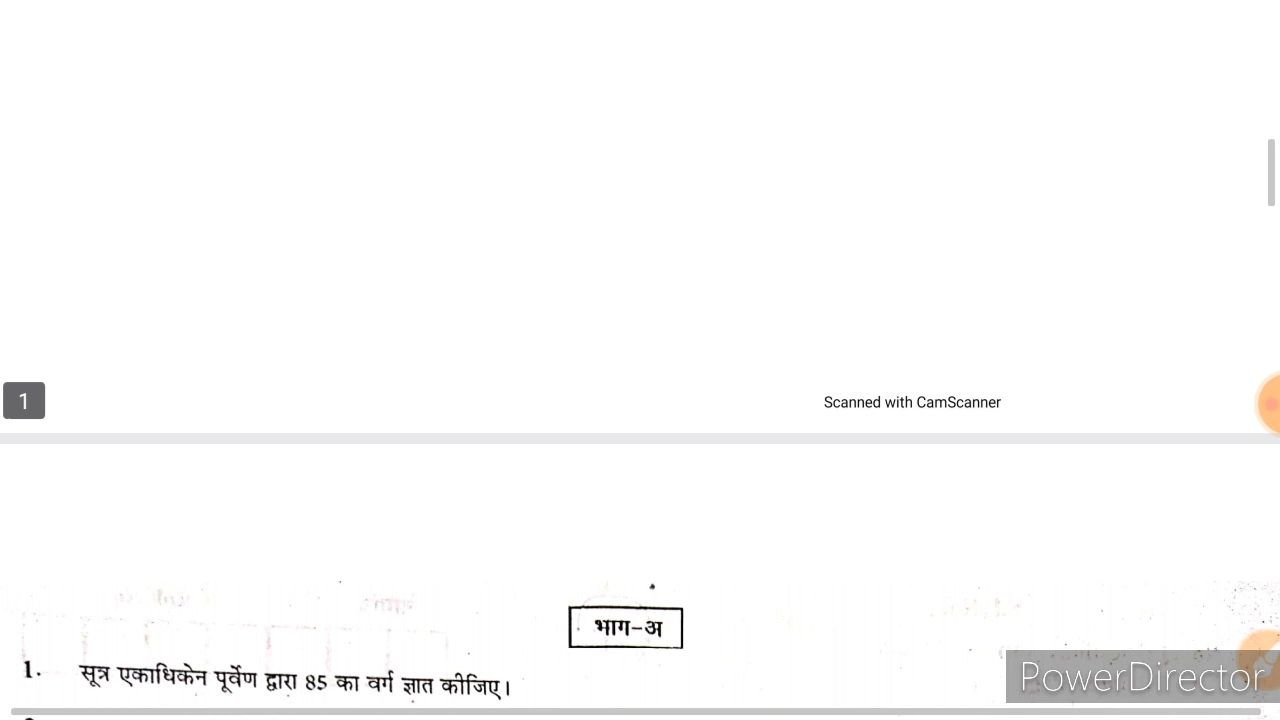 1
Scanned with CamScanner
भाग-अ
1. सूत्र एकाधिकेन पूर्वेण द्वारा 85 का वर्ग ज्ञात कीजिए।
PowerDirector